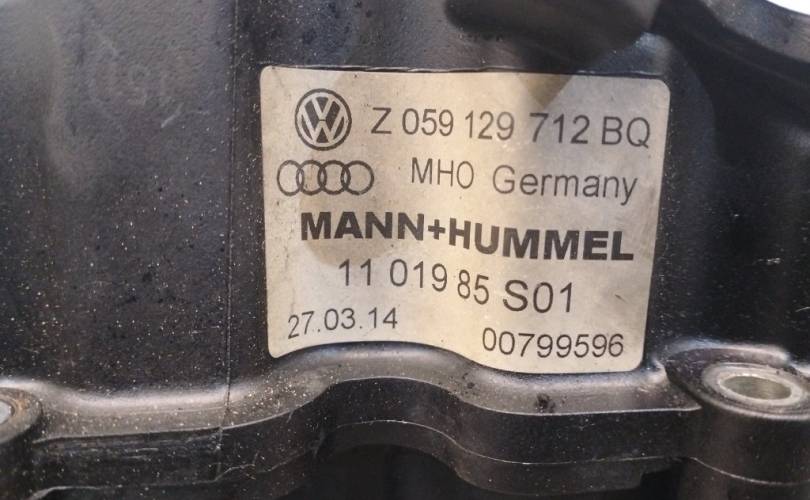 Z 059 129 712 BQ
MHO Germany
MANN+HUMMEL
11 019 85 S01
27.03.14
00799596